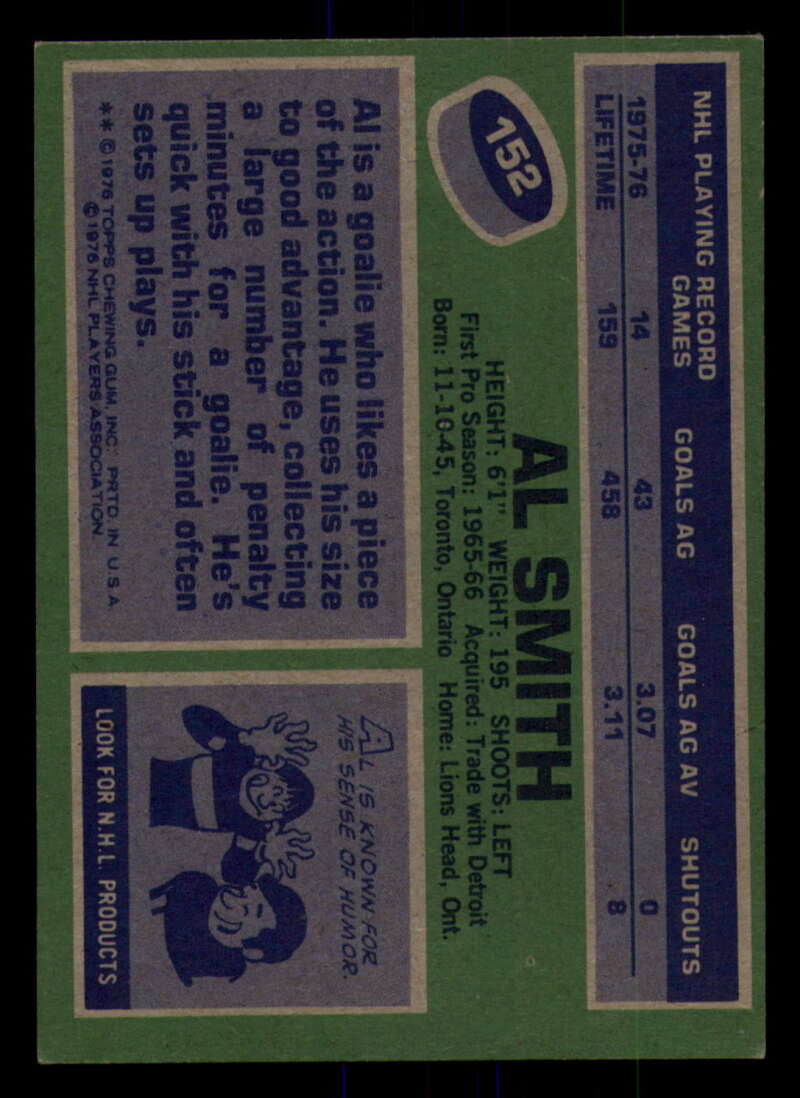 NHL PLAYING RECORD
GAMES GOALS AG GOALS AG AV SHUTOUTS
1975-76 14 43 3.07 0
LIFETIME 159 458 3.11 8
152
AL SMITH
HEIGHT: 6'1" WEIGHT: 195 SHOOTS: LEFT
First Pro Season: 1965-66 Acquired: Trade with Detroit
Born: 11-10-45, Toronto, Ontario Home: Lions Head, Ont.
Al is a goalie who likes a piece
of the action. He uses his size
to good advantage, collecting
a large number of penalty
minutes for a goalie. He's
quick with his stick and often
sets up plays.
** © 1976 TOPPS CHEWING GUM, INC. PRTD. IN U.S.A
© 1976 NHL PLAYERS ASSOCIATION
AL IS KNOWN FOR
HIS SENSE OF HUMOR.
LOOK FOR N.H.L. PRODUCTS